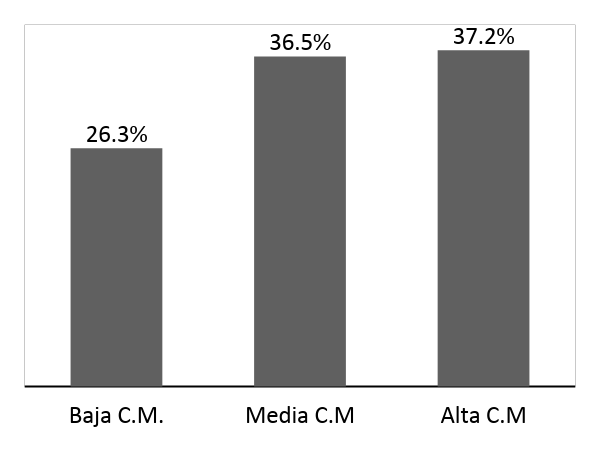 37.2%
36.5%
26.3%
Baja C.M.
Media C.M
Alta C.M